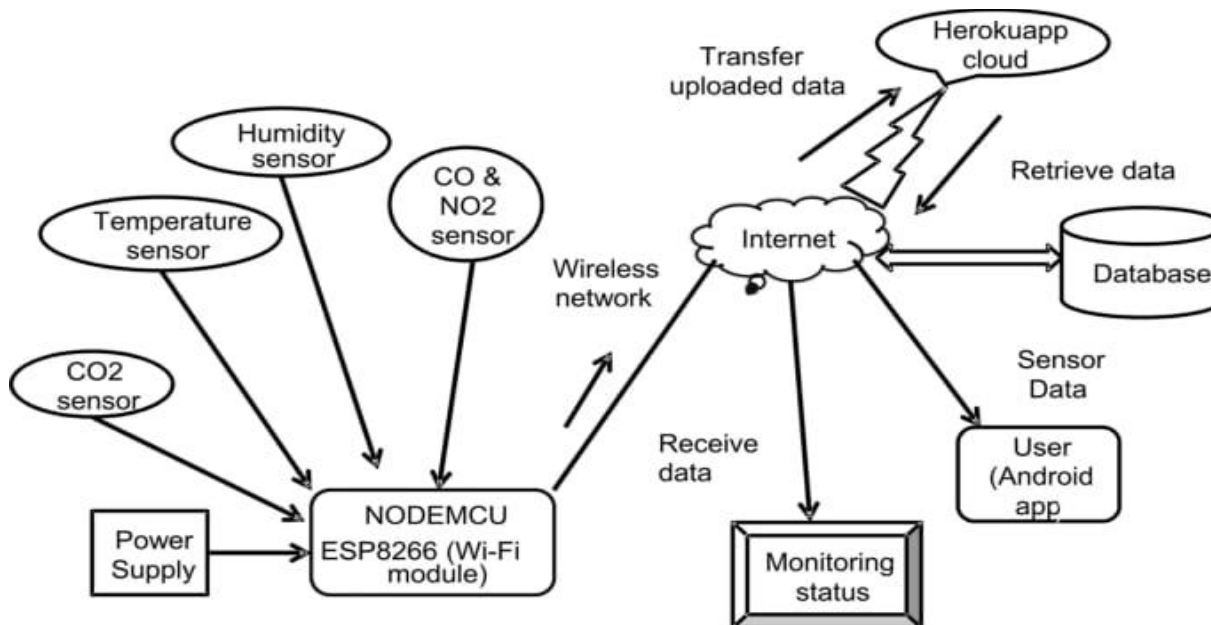 Herokuapp
cloud
Transfer
uploaded data
Humidity
sensor
CO &
NO2
sensor
Retrieve data
Temperature
sensor
Internet
Wireless
network
Database
CO2
sensor
Sensor
Data
Receive
data
User
(Android
app
NODEMCU
ESP8266 (Wi-Fi
module)
Power
Supply
Monitoring
status